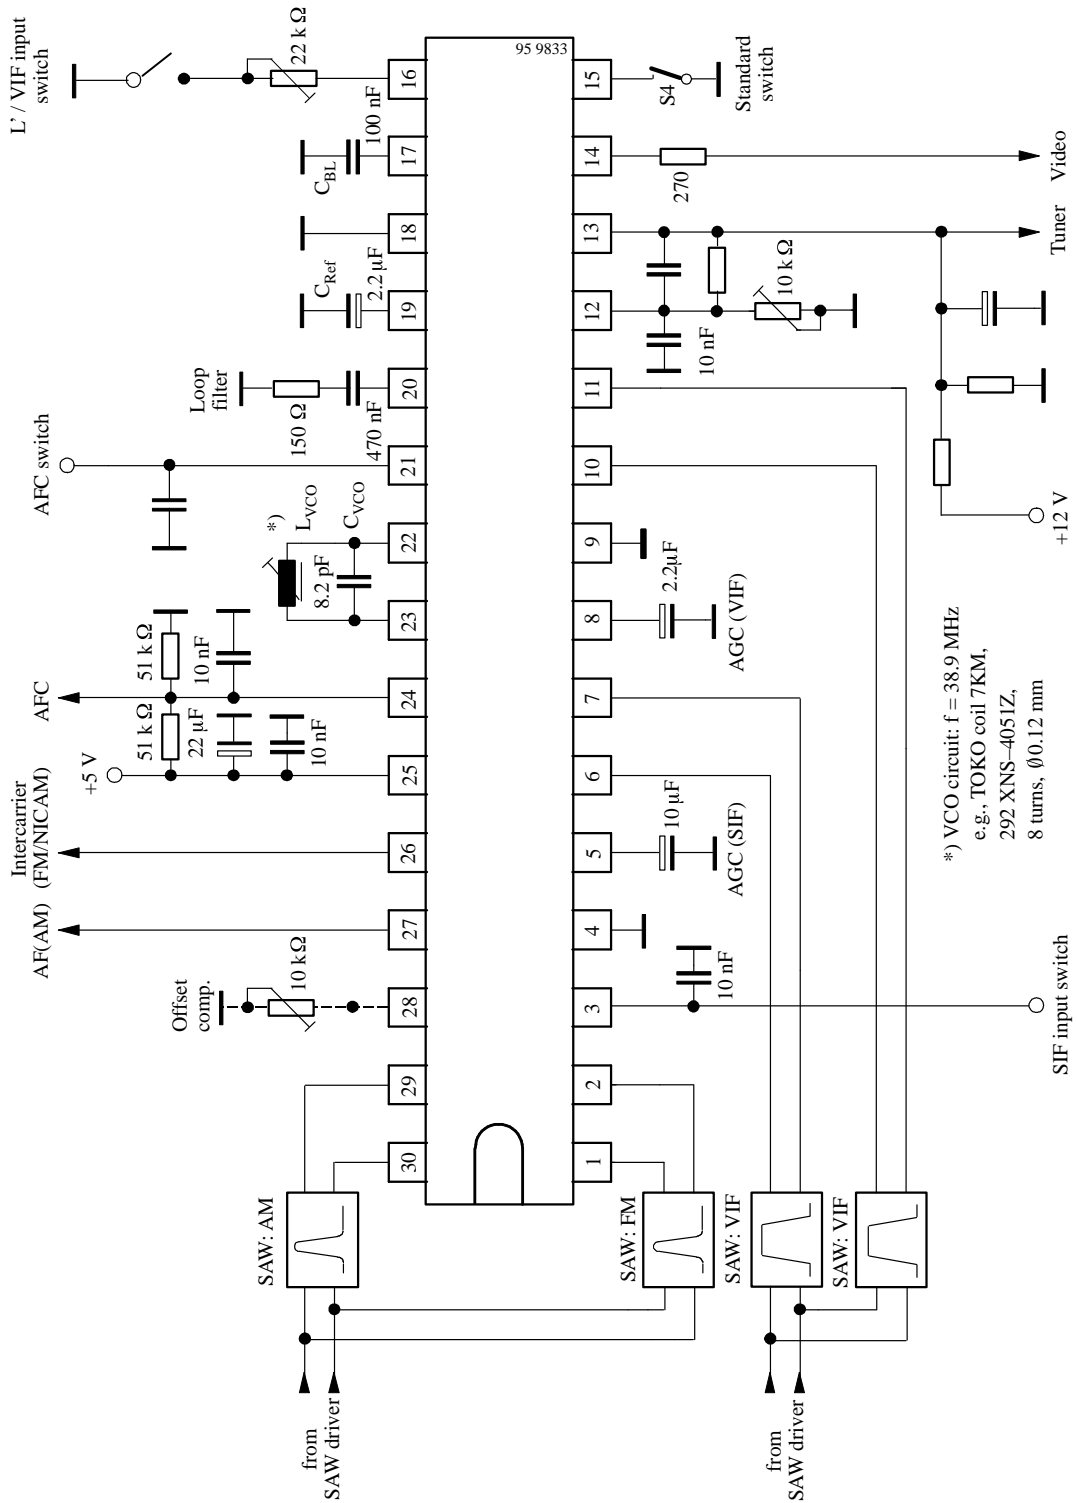 95 9833
L' / VIF input
switch
22 k Ω
16
100 nF
C_BL
17
18
C_Ref
2.2 µF
19
Loop
filter
150 Ω
470 nF
20
AFC switch
21
*)
L_VCO
C_VCO
8.2 pF
22
23
51 k Ω
10 nF
AFC
24
51 k Ω
22 µF
10 nF
+5 V
25
Intercarrier
(FM/NICAM)
26
AF(AM)
27
Offset
comp.
10 kΩ
28
29
30
SAW: AM
from
SAW driver
15
S4
Standard
switch
14
270
Video
13
Tuner
10 kΩ
12
10 nF
11
10
+12 V
9
8
2.2µF
AGC (VIF)
7
6
5
10 µF
AGC (SIF)
4
10 nF
3
SIF input switch
2
1
SAW: FM
SAW: VIF
SAW: VIF
from
SAW driver
*) VCO circuit: f = 38.9 MHz
e.g., TOKO coil 7KM,
292 XNS–4051Z,
8 turns, ∅0.12 mm